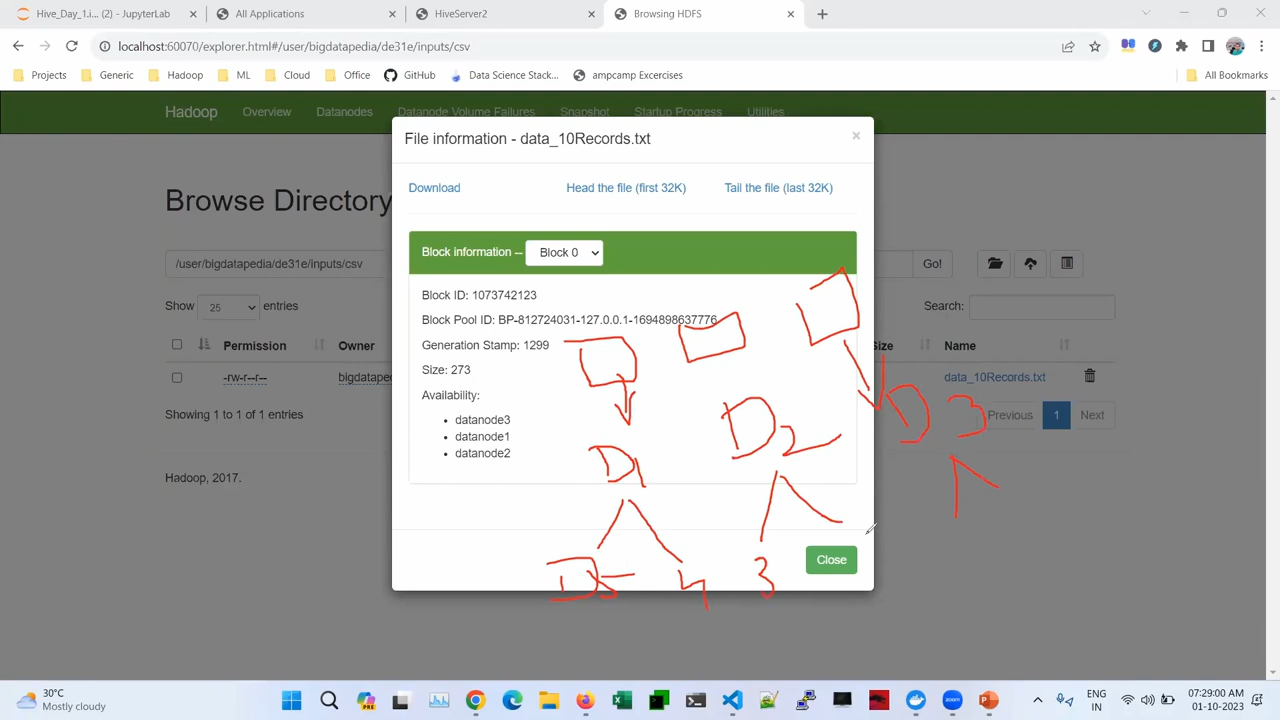 Hive_Day_1.i... (2) - JupyterLab
All Applications
HiveServer2
Browsing HDFS
localhost:60070/explorer.html#/user/bigdatapedia/de31e/inputs/csv
Projects Generic Hadoop ML Cloud Office GitHub Data Science Stack... ampcamp Excercises All Bookmarks
Hadoop Overview Datanodes Datanode Volume Failures Snapshot Startup Progress Utilities
File information - data_10Records.txt
Download Head the file (first 32K) Tail the file (last 32K)
Browse Directory
Block information -- Block 0
/user/bigdatapedia/de31e/inputs/csv Go!
Block ID: 1073742123
Show 25 entries Search:
Block Pool ID: BP-812724031-127.0.0.1-1694898637776
Permission Owner Size Name
Generation Stamp: 1299
Size: 273
-rw-r--r-- bigdatape data_10Records.txt
Availability:
datanode3
datanode1
datanode2
Showing 1 to 1 of 1 entries Previous 1 Next
D1 D2 D3
Hadoop, 2017.
D5 4 3
Close
30°C
Mostly cloudy
ENG
IN
07:29:00 AM
01-10-2023